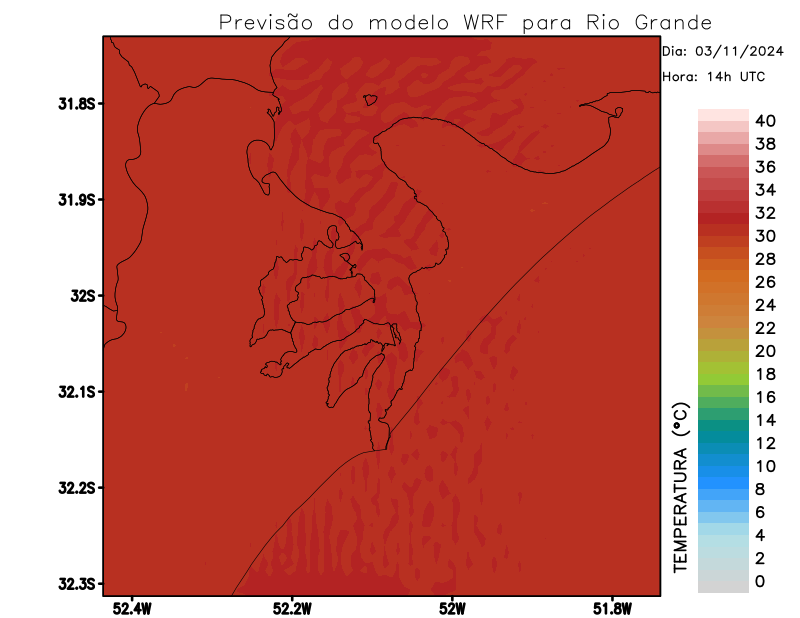 Previsão do modelo WRF para Rio Grande
Dia: 03/11/2024
Hora: 14h UTC
31.8S
31.9S
32S
32.1S
32.2S
32.3S
52.4W
52.2W
52W
51.8W
40
38
36
34
32
30
28
26
24
22
20
18
16
14
12
10
8
6
4
2
0
TEMPERATURA (°C)